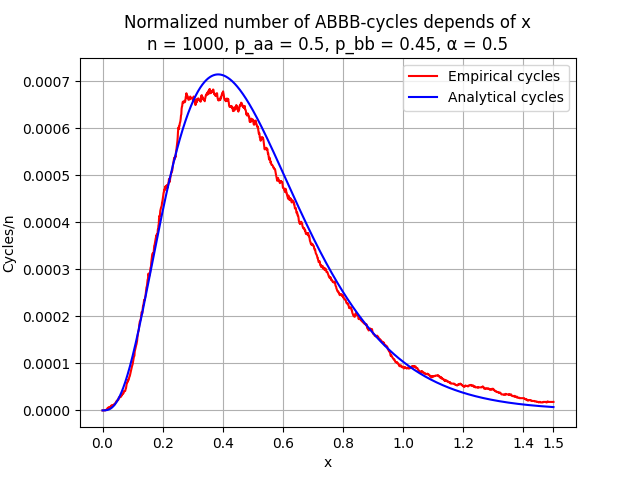 Normalized number of ABBB-cycles depends of x
n = 1000, p_aa = 0.5, p_bb = 0.45, α = 0.5
Empirical cycles
Analytical cycles
0.0007
0.0006
0.0005
0.0004
0.0003
0.0002
0.0001
0.0000
Cycles/n
0.0 0.2 0.4 0.6 0.8 1.0 1.2 1.4 1.5
x